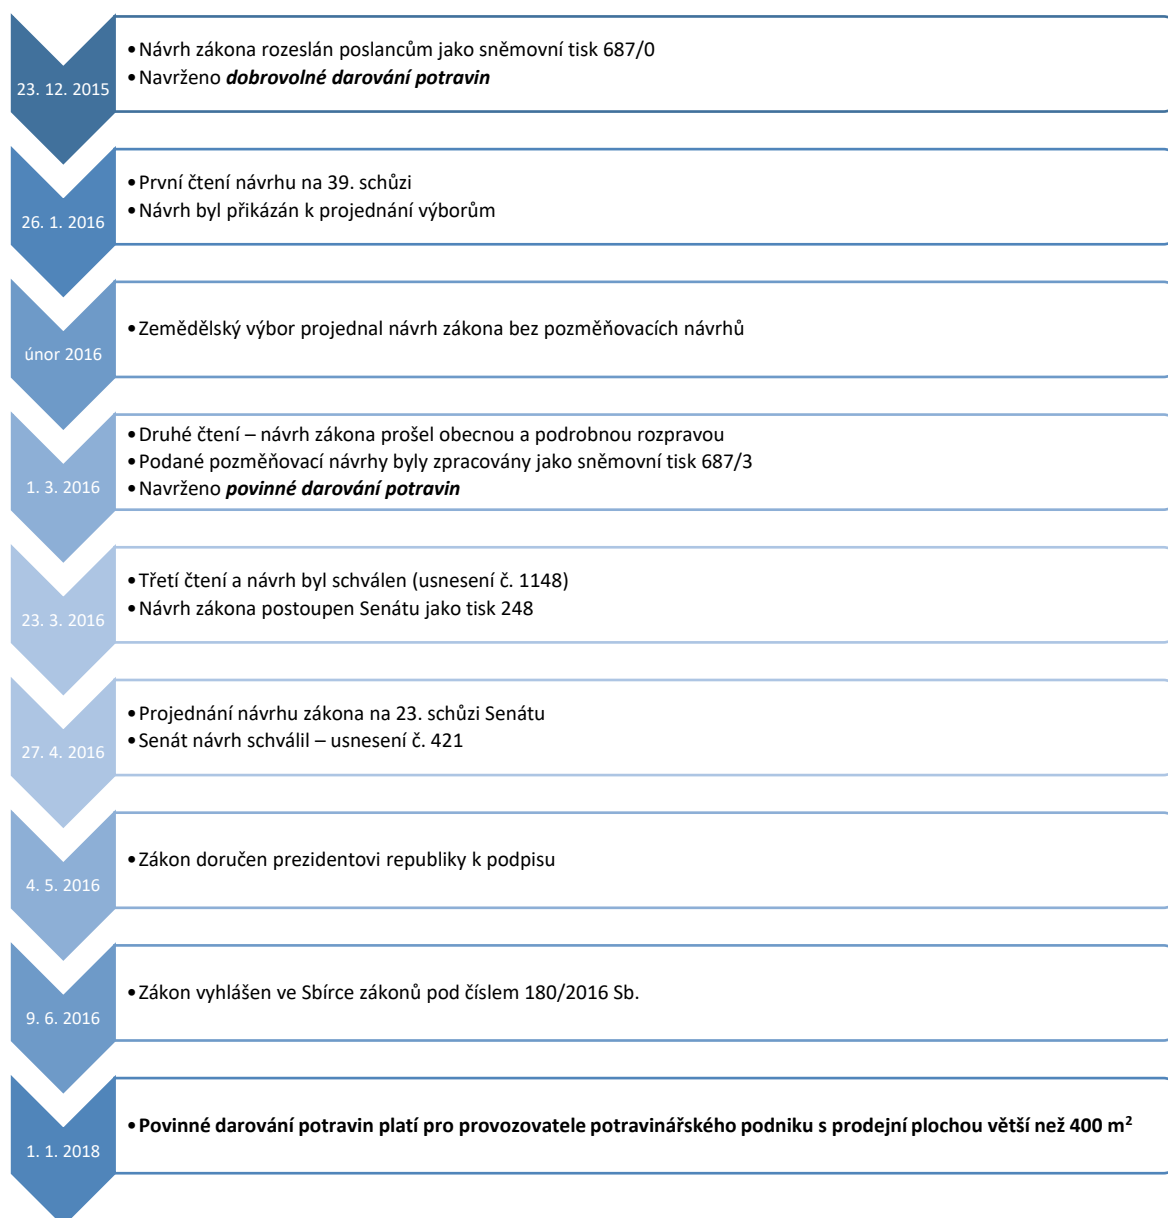 23. 12. 2015
•Návrh zákona rozeslán poslancům jako sněmovní tisk 687/0
•Navrženo dobrovolné darování potravin
26. 1. 2016
•První čtení návrhu na 39. schůzi
•Návrh byl přikázán k projednání výborům
únor 2016
•Zemědělský výbor projednal návrh zákona bez pozměňovacích návrhů
1. 3. 2016
•Druhé čtení – návrh zákona prošel obecnou a podrobnou rozpravou
•Podané pozměňovací návrhy byly zpracovány jako sněmovní tisk 687/3
•Navrženo povinné darování potravin
23. 3. 2016
•Třetí čtení a návrh byl schválen (usnesení č. 1148)
•Návrh zákona postoupen Senátu jako tisk 248
27. 4. 2016
•Projednání návrhu zákona na 23. schůzi Senátu
•Senát návrh schválil – usnesení č. 421
4. 5. 2016
•Zákon doručen prezidentovi republiky k podpisu
9. 6. 2016
•Zákon vyhlášen ve Sbírce zákonů pod číslem 180/2016 Sb.
1. 1. 2018
•Povinné darování potravin platí pro provozovatele potravinářského podniku s prodejní plochou větší než 400 m²